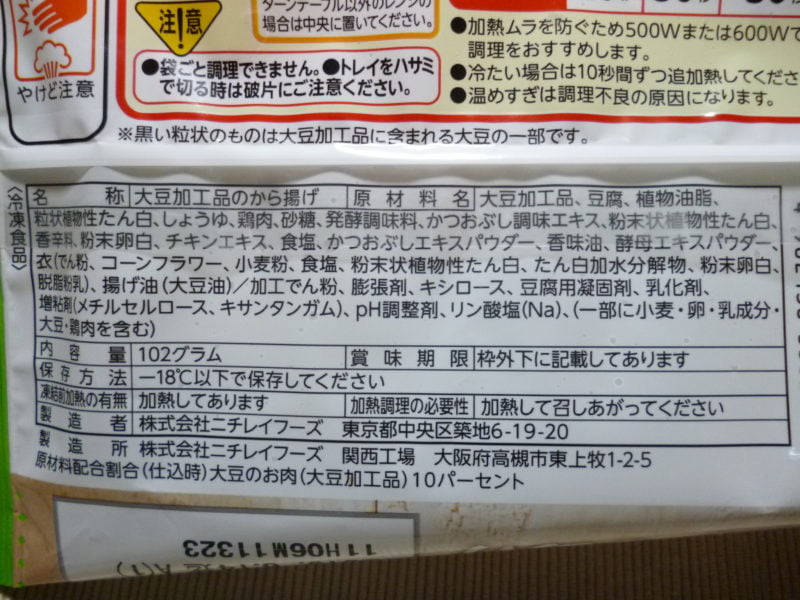 ターンテーブル以外のレンジの
場合は中央に置いてください。
注意
●袋ごと調理できません。●トレイをハサミ
で切る時は破片にご注意ください。
やけど注意
●加熱ムラを防ぐため500Wまたは600Wで
調理をおすすめします。
●冷たい場合は10秒間ずつ追加熱してくださ
●温めすぎは調理不良の原因になります。
※黒い粒状のものは大豆加工品に含まれる大豆の一部です。
〈冷凍食品〉
名称 大豆加工品のから揚げ 原材料名 大豆加工品、豆腐、植物油脂、
粒状植物性たん白、しょうゆ、鶏肉、砂糖、発酵調味料、かつおぶし調味エキス、粉末状植物性たん白、
香辛料、粉末卵白、チキンエキス、食塩、かつおぶしエキスパウダー、香味油、酵母エキスパウダー、
衣(でん粉、コーンフラワー、小麦粉、食塩、粉末状植物性たん白、たん白加水分解物、粉末卵白、
脱脂粉乳)、揚げ油(大豆油)／加工でん粉、膨張剤、キシロース、豆腐用凝固剤、乳化剤、
増粘剤(メチルセルロース、キサンタンガム)、pH調整剤、リン酸塩(Na)、(一部に小麦・卵・乳成分・
大豆・鶏肉を含む)
内容量 102グラム 賞味期限 枠外下に記載してあります
保存方法 −18℃以下で保存してください
凍結前加熱の有無 加熱してあります 加熱調理の必要性 加熱して召しあがってください
製造者 株式会社ニチレイフーズ 東京都中央区築地6-19-20
製造所 株式会社ニチレイフーズ 関西工場 大阪府高槻市東上牧1-2-5
原材料配合割合(仕込時)大豆のお肉(大豆加工品)10パーセント
11H06M11323